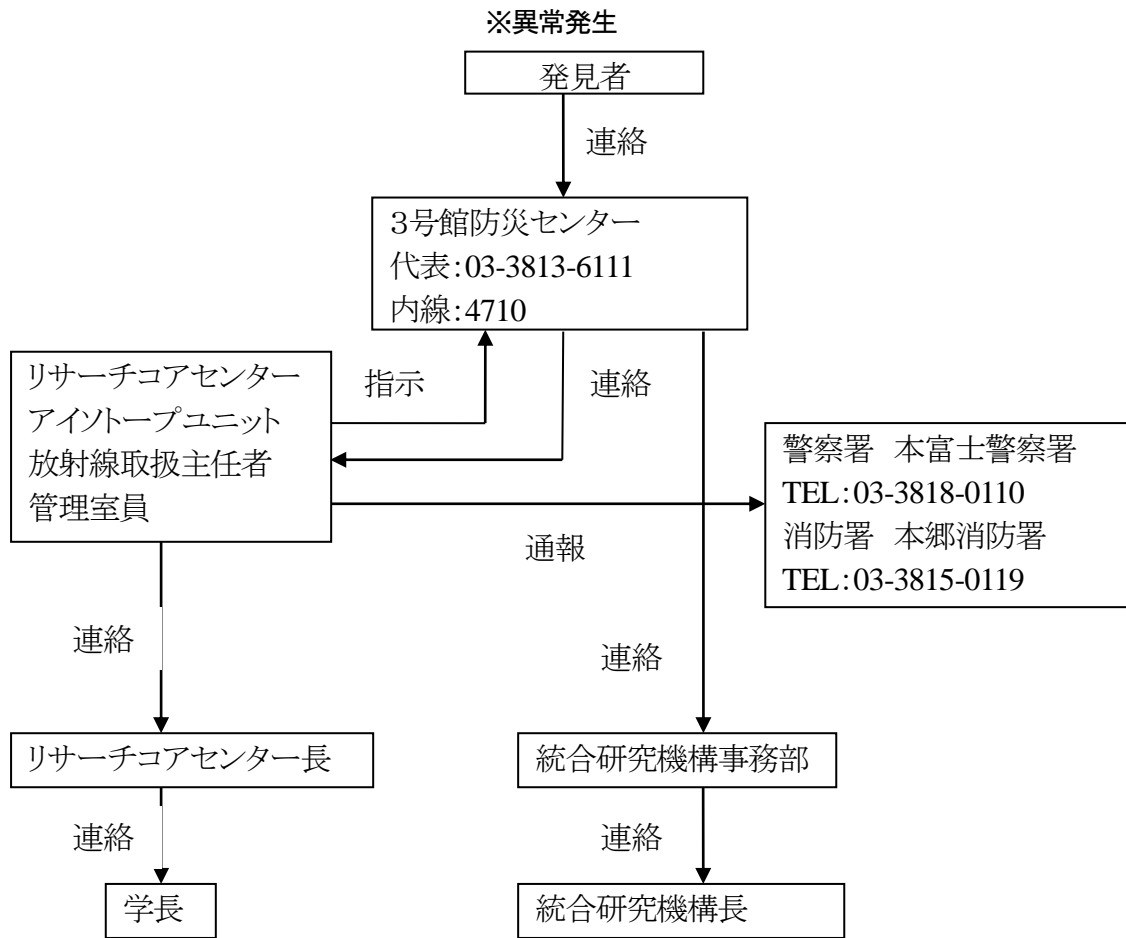 ※異常発生
発見者
連絡
３号館防災センター
代表:03-3813-6111
内線:4710
リサーチコアセンター
アイソトープユニット
放射線取扱主任者
管理室員
指示
連絡
警察署 本富士警察署
TEL:03-3818-0110
消防署 本郷消防署
TEL:03-3815-0119
通報
連絡
連絡
リサーチコアセンター長
統合研究機構事務部
連絡
連絡
学長
統合研究機構長